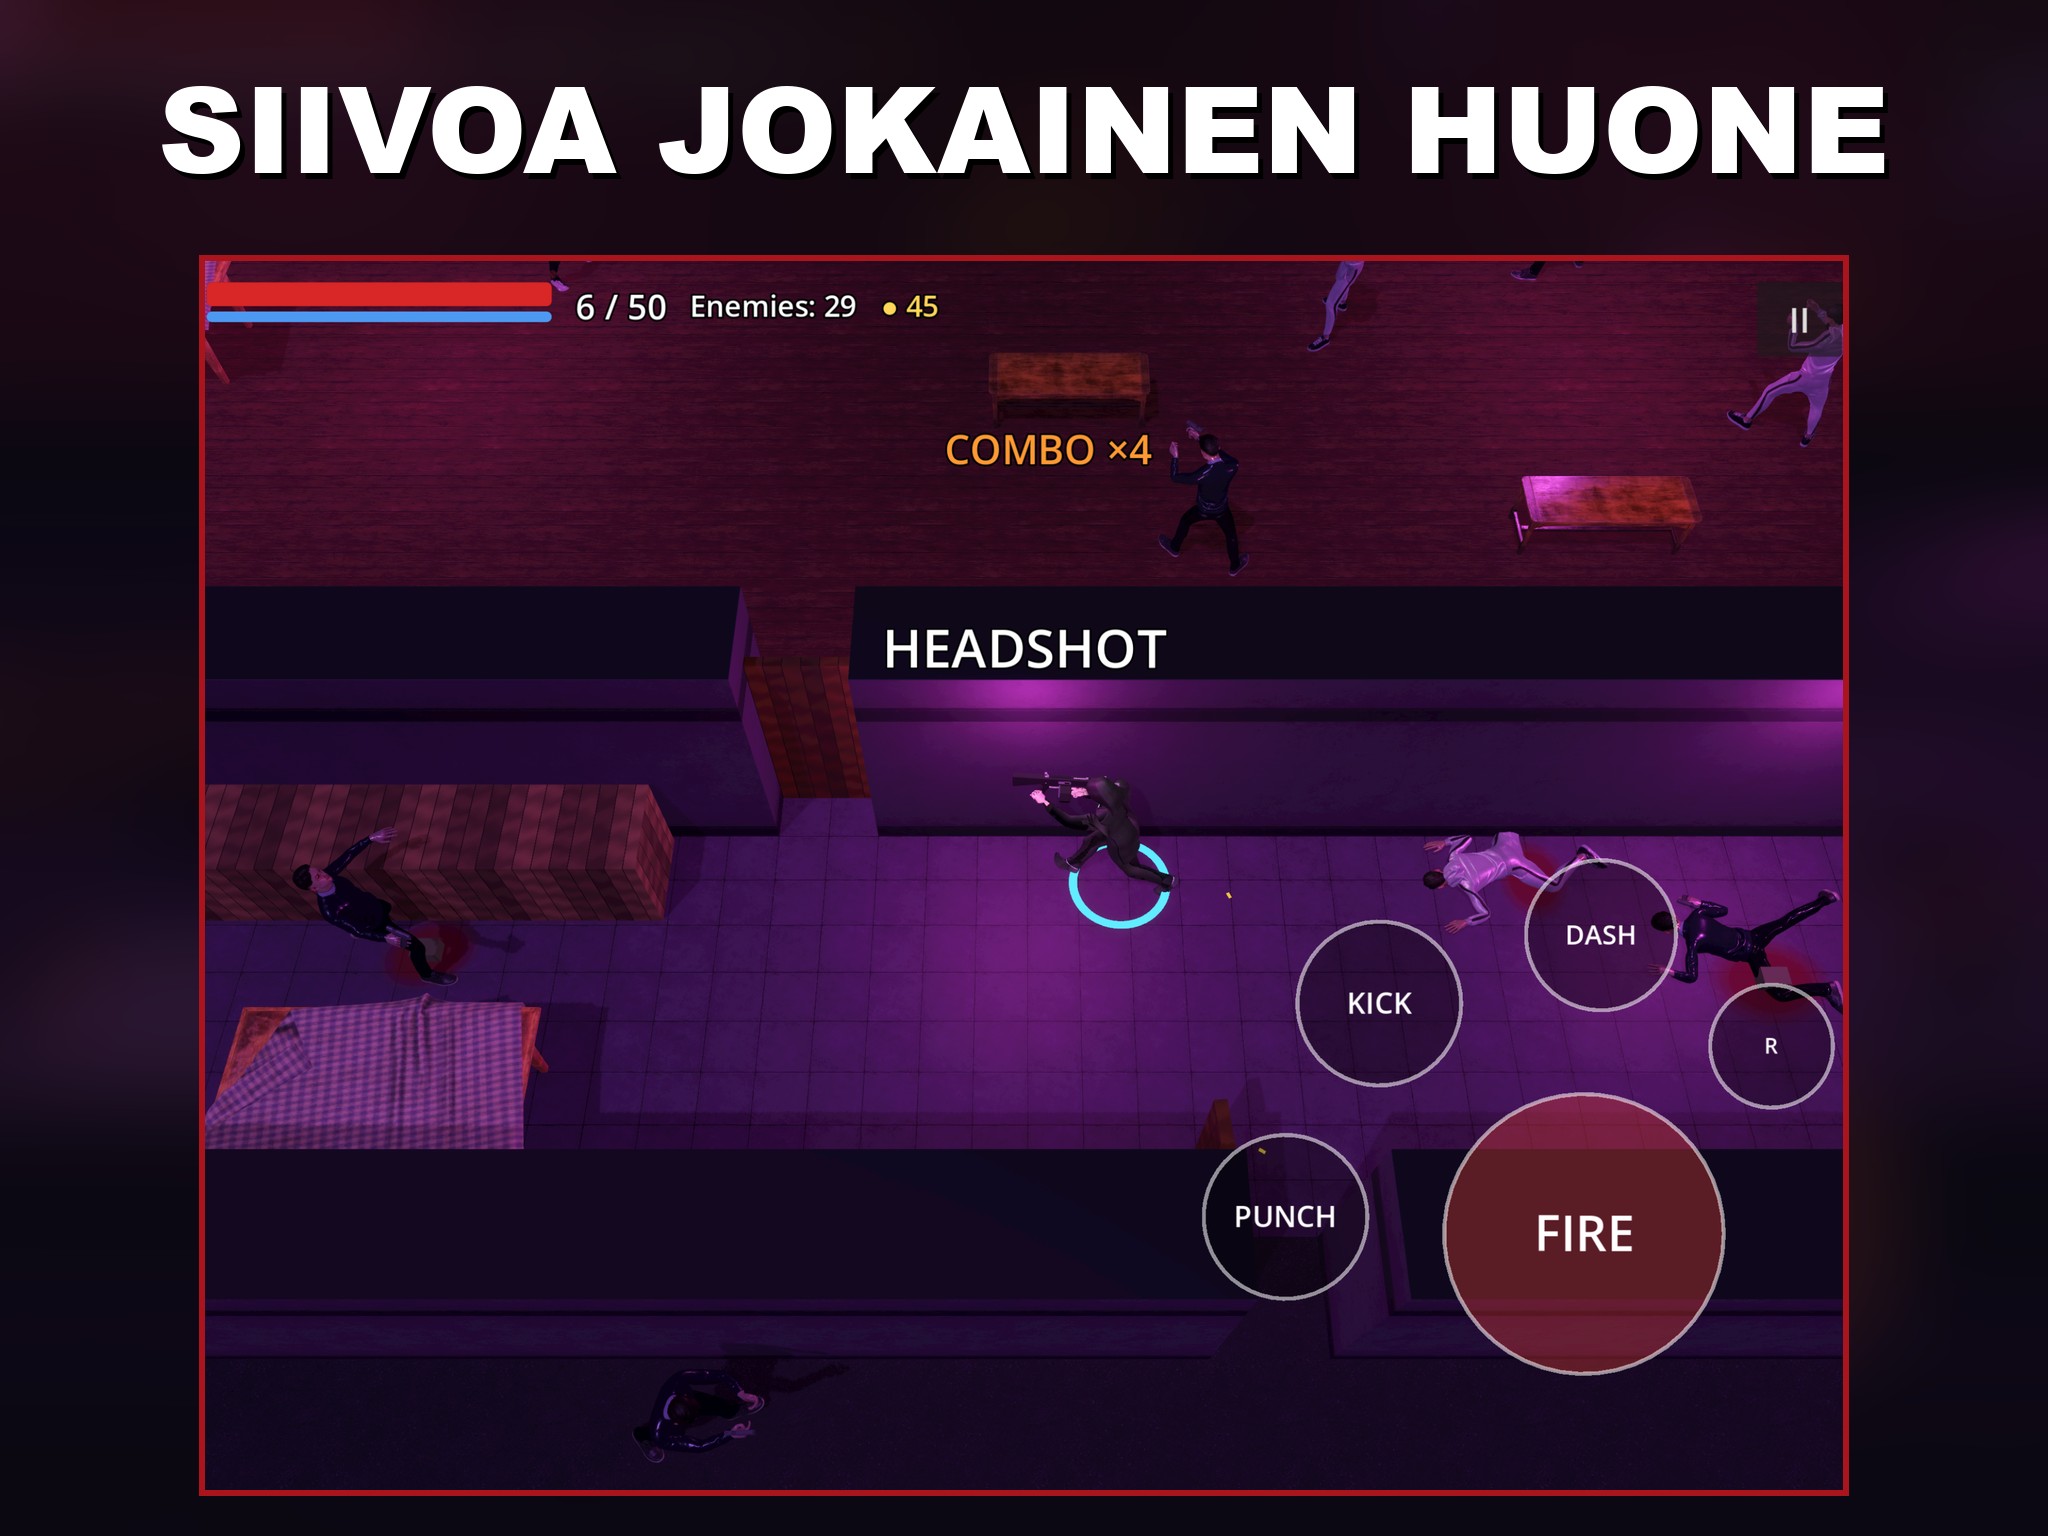 SIIVOA JOKAINEN HUONE
6 / 50 Enemies: 29 45
COMBO ×4
HEADSHOT
DASH
KICK
R
PUNCH
FIRE